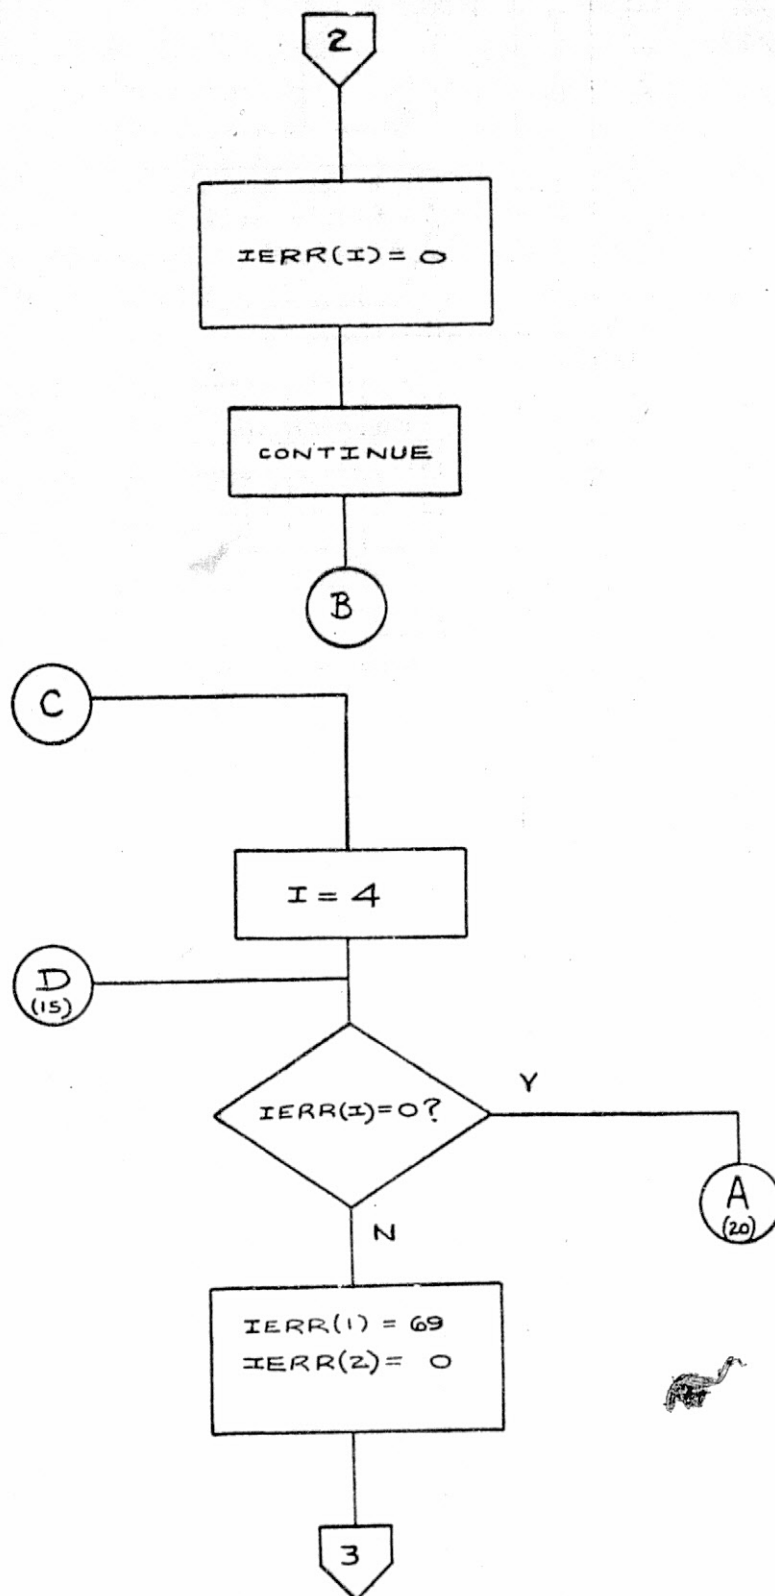 2
IERR(I) = 0
CONTINUE
B
C
I = 4
D
(15)
IERR(I)=0?
Y
A
(20)
N
IERR(1) = 69
IERR(2) = 0
3